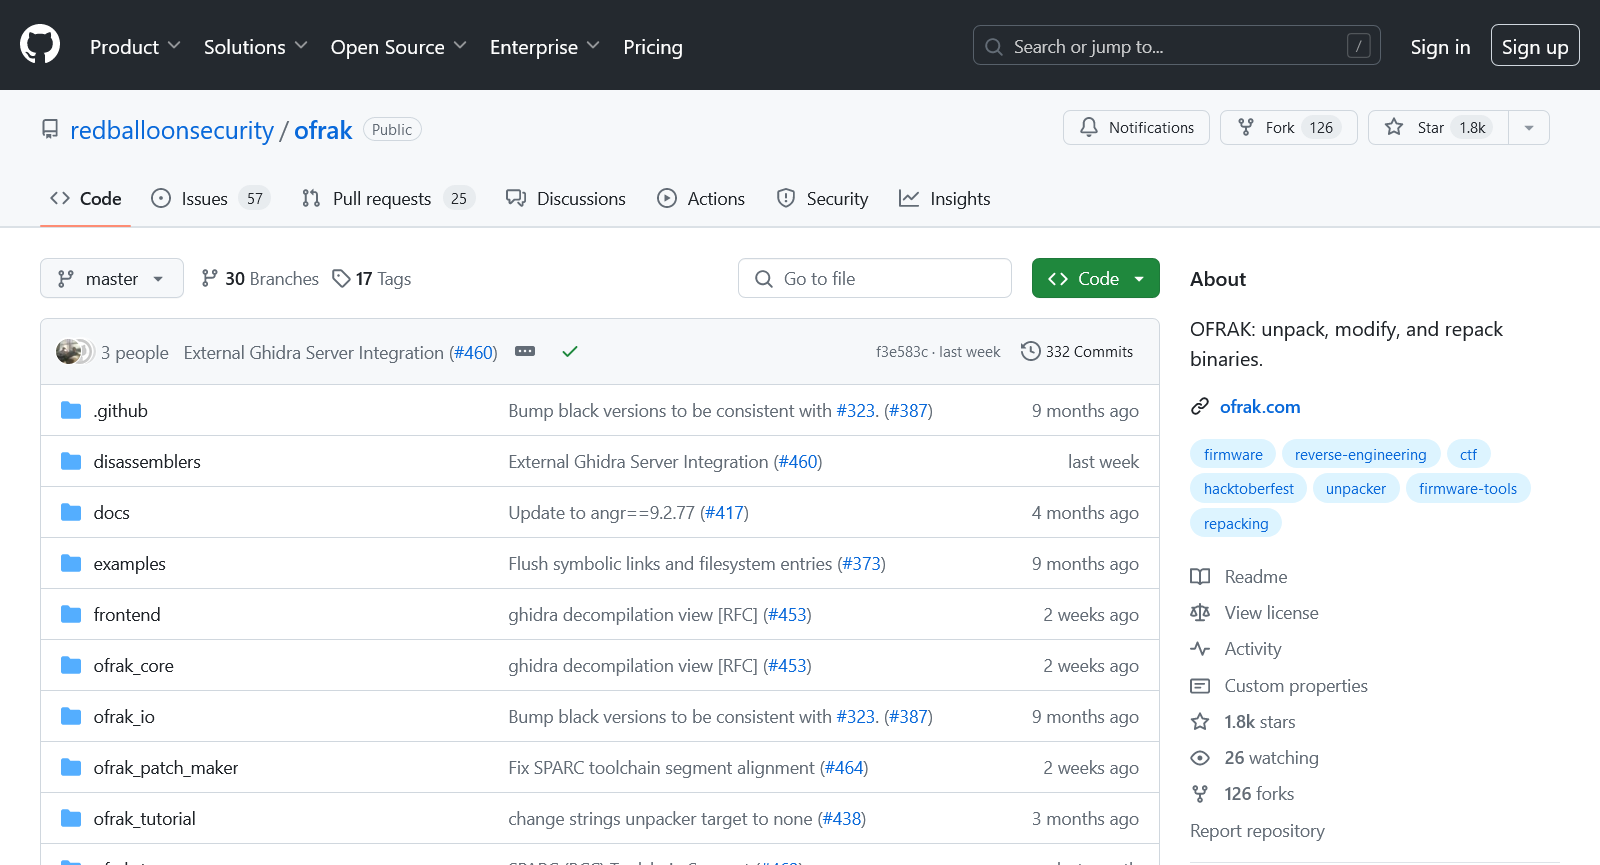 Product Solutions Open Source Enterprise Pricing Search or jump to... / Sign in Sign up
redballoonsecurity / ofrak Public Notifications Fork 126 Star 1.8k
Code Issues 57 Pull requests 25 Discussions Actions Security Insights
master 30 Branches 17 Tags Go to file Code
3 people External Ghidra Server Integration (#460) f3e583c · last week 332 Commits
.github Bump black versions to be consistent with #323. (#387) 9 months ago
disassemblers External Ghidra Server Integration (#460) last week
docs Update to angr==9.2.77 (#417) 4 months ago
examples Flush symbolic links and filesystem entries (#373) 9 months ago
frontend ghidra decompilation view [RFC] (#453) 2 weeks ago
ofrak_core ghidra decompilation view [RFC] (#453) 2 weeks ago
ofrak_io Bump black versions to be consistent with #323. (#387) 9 months ago
ofrak_patch_maker Fix SPARC toolchain segment alignment (#464) 2 weeks ago
ofrak_tutorial change strings unpacker target to none (#438) 3 months ago
About
OFRAK: unpack, modify, and repack
binaries.
ofrak.com
firmware reverse-engineering ctf
hacktoberfest unpacker firmware-tools
repacking
Readme
View license
Activity
Custom properties
1.8k stars
26 watching
126 forks
Report repository